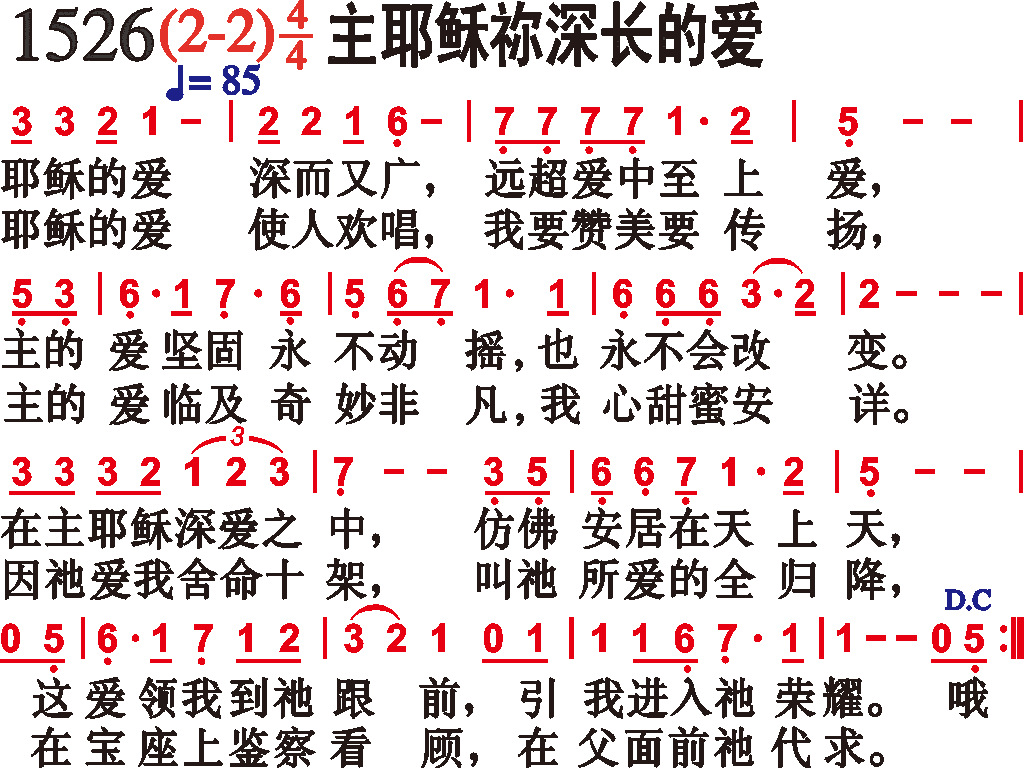 1526(2-2)4/4 主耶稣祢深长的爱
♩= 85
3 3 2 1 - | 2 2 1 6̣ - | 7̣ 7̣ 7̣ 7̣ 1 · 2 | 5̣ - - |
耶稣的爱 深而又广， 远超爱中至上爱，
耶稣的爱 使人欢唱， 我要赞美要传扬，
5̣ 3̣ | 6̣ · 1 7̣ · 6̣ | 5̣ 6̣ 7̣ 1 · 1 | 6̣ 6̣ 6̣ 3 · 2 | 2 - - - |
主的爱坚固永不动摇，也永不会改变。
主的爱临及奇妙非凡，我心甜蜜安详。
3 3 3 2 1 2 3 | 7̣ - - 3̣ 5̣ | 6̣ 6̣ 7̣ 1 · 2 | 5̣ - - |
3
在主耶稣深爱之中， 仿佛安居在天上天，
因祂爱我舍命十架， 叫祂所爱的全归降，
D.C
0 5̣ | 6̣ · 1 7̣ 1 2 | 3 2 1 0 1 | 1 1 6̣ 7̣ · 1 | 1 - - 0 5̣ :||
这爱领我到祂跟前， 引我进入祂荣耀。 哦
在宝座上鉴察看顾， 在父面前祂代求。